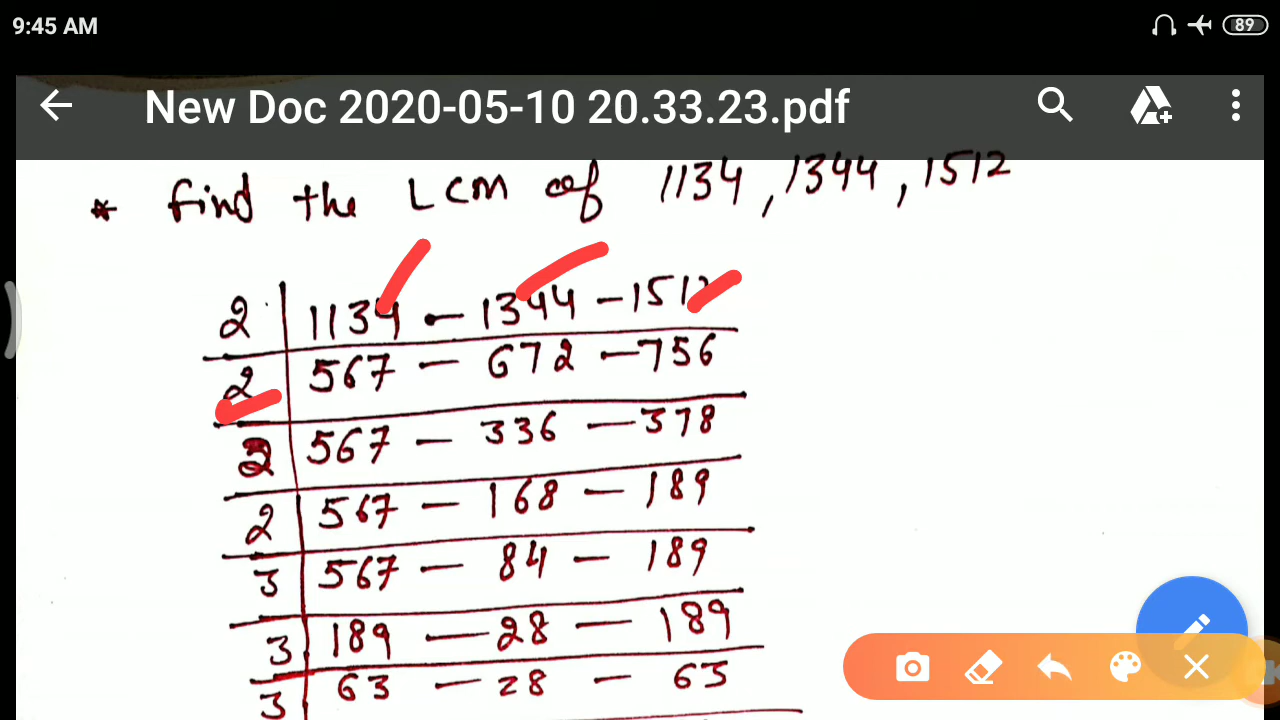 9:45 AM 89
New Doc 2020-05-10 20.33.23.pdf
* find the LCM of 1134, 1344, 1512
2 1134 - 1344 - 1512
2 567 - 672 - 756
2 567 - 336 - 378
2 567 - 168 - 189
3 567 - 84 - 189
3 189 - 28 - 189
3 63 - 28 - 63